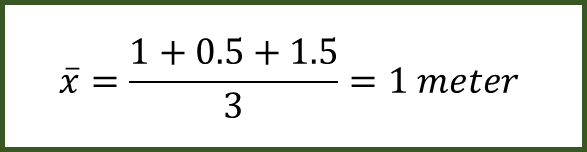 x̄ = (1 + 0.5 + 1.5) / 3 = 1 meter